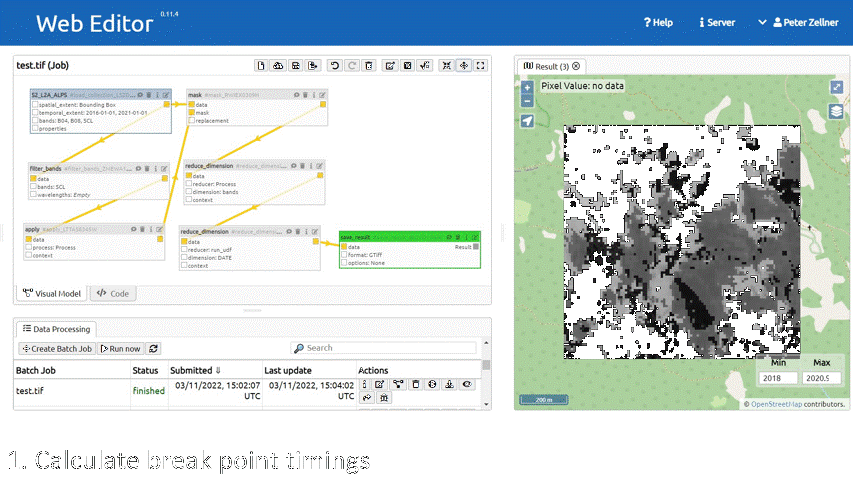 Web Editor 0.11.4
Help
Server
Peter Zellner
test.tif (Job)
S2_L2A_ALPS
spatial_extent: Bounding Box
temporal_extent: 2016-01-01, 2021-01-01
bands: B04, B08, SCL
properties
mask
data
mask
replacement
filter_bands
data
bands: SCL
wavelengths: Empty
reduce_dimension
data
reducer: Process
dimension: bands
context
apply
data
process: Process
context
reduce_dimension
data
reducer: run_udf
dimension: DATE
context
save_result
data
Result
format: GTiff
options: None
Visual Model
Code
Data Processing
Create Batch Job
Run now
Search
Batch Job Status Submitted Last update Actions
test.tif finished 03/11/2022, 15:02:07 UTC 03/11/2022, 15:04:02 UTC
Result (3)
Pixel Value: no data
Min Max
2018 2020.5
200 m
© OpenStreetMap contributors.
1. Calculate break point timings